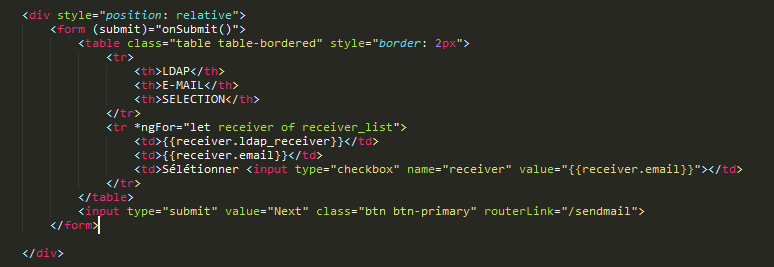 <div style="position: relative">
<form (submit)="onSubmit()">
<table class="table table-bordered" style="border: 2px">
<tr>
<th>LDAP</th>
<th>E-MAIL</th>
<th>SELECTION</th>
</tr>
<tr *ngFor="let receiver of receiver_list">
<td>{{receiver.ldap_receiver}}</td>
<td>{{receiver.email}}</td>
<td>Sélétionner <input type="checkbox" name="receiver" value="{{receiver.email}}"></td>
</tr>
</table>
<input type="submit" value="Next" class="btn btn-primary" routerLink="/sendmail">
</form>
</div>